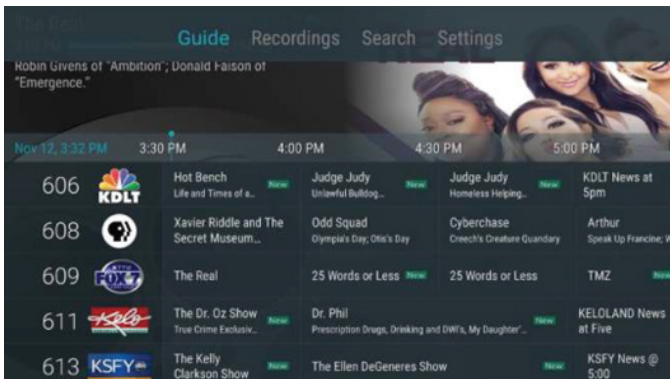 The Real
Guide Recordings Search Settings
Robin Givens of "Ambition"; Donald Faison of
"Emergence."
REAL
Nov 12, 3:32 PM 3:30 PM 4:00 PM 4:30 PM 5:00 PM
606 KDLT Hot Bench New Judge Judy New Judge Judy New KDLT News at
Life and Times of a.. Unlawful Bulldog... Homeless Helping... 5pm
608 Xavier Riddle and The Odd Squad Cyberchase Arthur
Secret Museum... Olympia's Day; Otis's Day Creech's Creature Quandary Speak Up Francine; W
609 KTTW FOX 7 The Real 25 Words or Less New 25 Words or Less TMZ New
611 Kelo The Dr. Oz Show New Dr. Phil New KELOLAND News
True Crime Exclusiv... Prescription Drugs, Drinking and DWI's, My Daughter'... at Five
613 KSFY The Kelly New The Ellen DeGeneres Show New KSFY News @
Clarkson Show 5:00